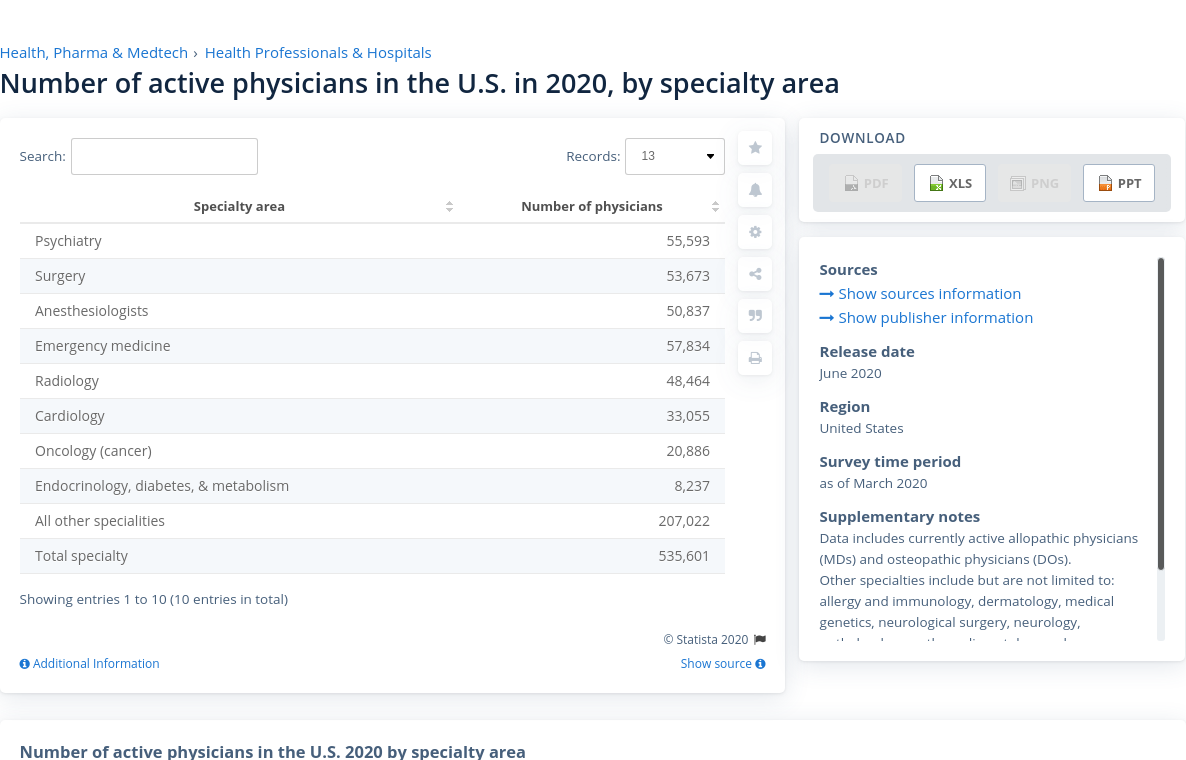 Health, Pharma & Medtech › Health Professionals & Hospitals
Number of active physicians in the U.S. in 2020, by specialty area
Search:
Records: 13
Specialty area Number of physicians
Psychiatry 55,593
Surgery 53,673
Anesthesiologists 50,837
Emergency medicine 57,834
Radiology 48,464
Cardiology 33,055
Oncology (cancer) 20,886
Endocrinology, diabetes, & metabolism 8,237
All other specialities 207,022
Total specialty 535,601
Showing entries 1 to 10 (10 entries in total)
© Statista 2020
Additional Information
Show source
DOWNLOAD
PDF XLS PNG PPT
Sources
Show sources information
Show publisher information
Release date
June 2020
Region
United States
Survey time period
as of March 2020
Supplementary notes
Data includes currently active allopathic physicians
(MDs) and osteopathic physicians (DOs).
Other specialties include but are not limited to:
allergy and immunology, dermatology, medical
genetics, neurological surgery, neurology,
Number of active physicians in the U.S. 2020 by specialty area